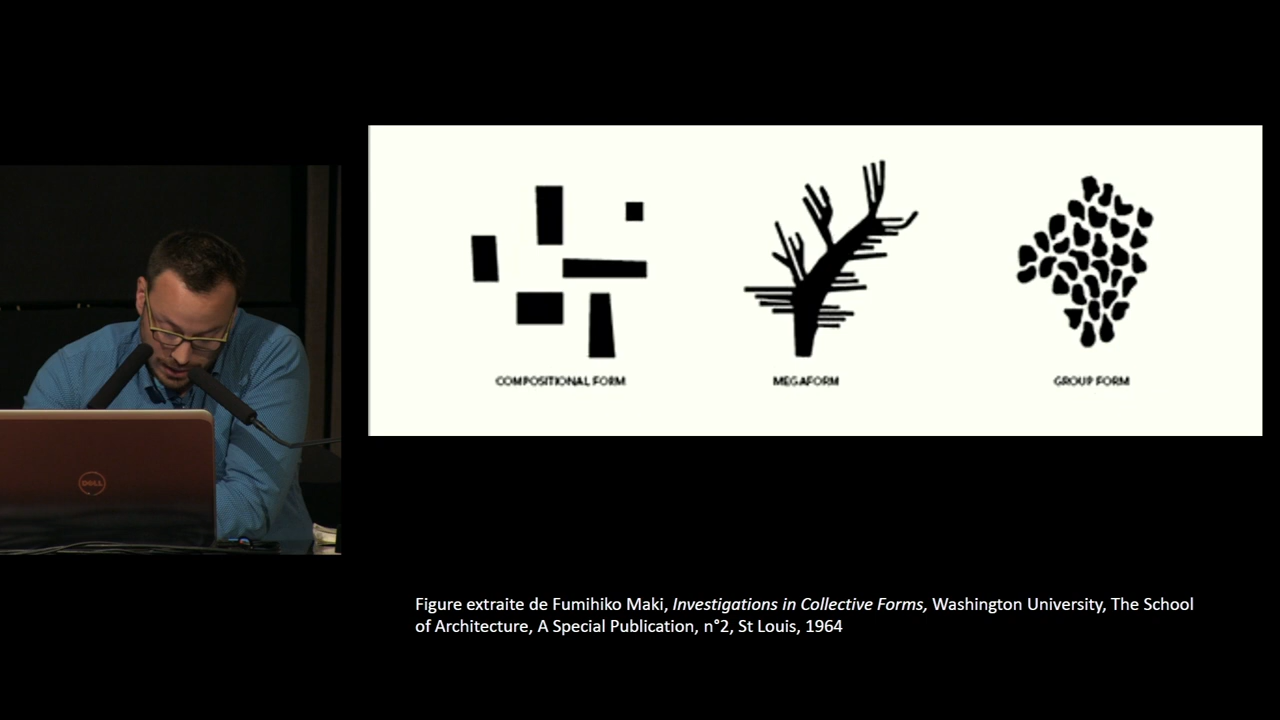 COMPOSITIONAL FORM
MEGAFORM
GROUP FORM
DELL
Figure extraite de Fumihiko Maki, Investigations in Collective Forms, Washington University, The School
of Architecture, A Special Publication, n°2, St Louis, 1964